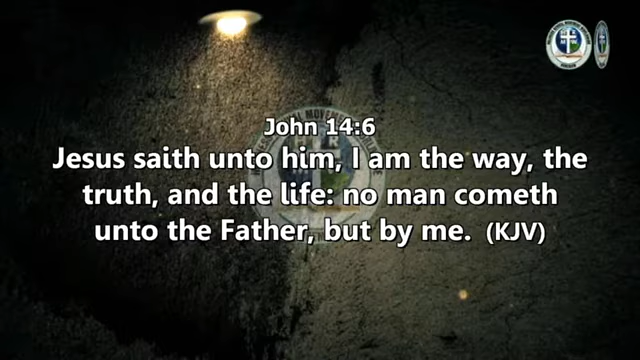 John 14:6
Jesus saith unto him, I am the way, the
truth, and the life: no man cometh
unto the Father, but by me. (KJV)